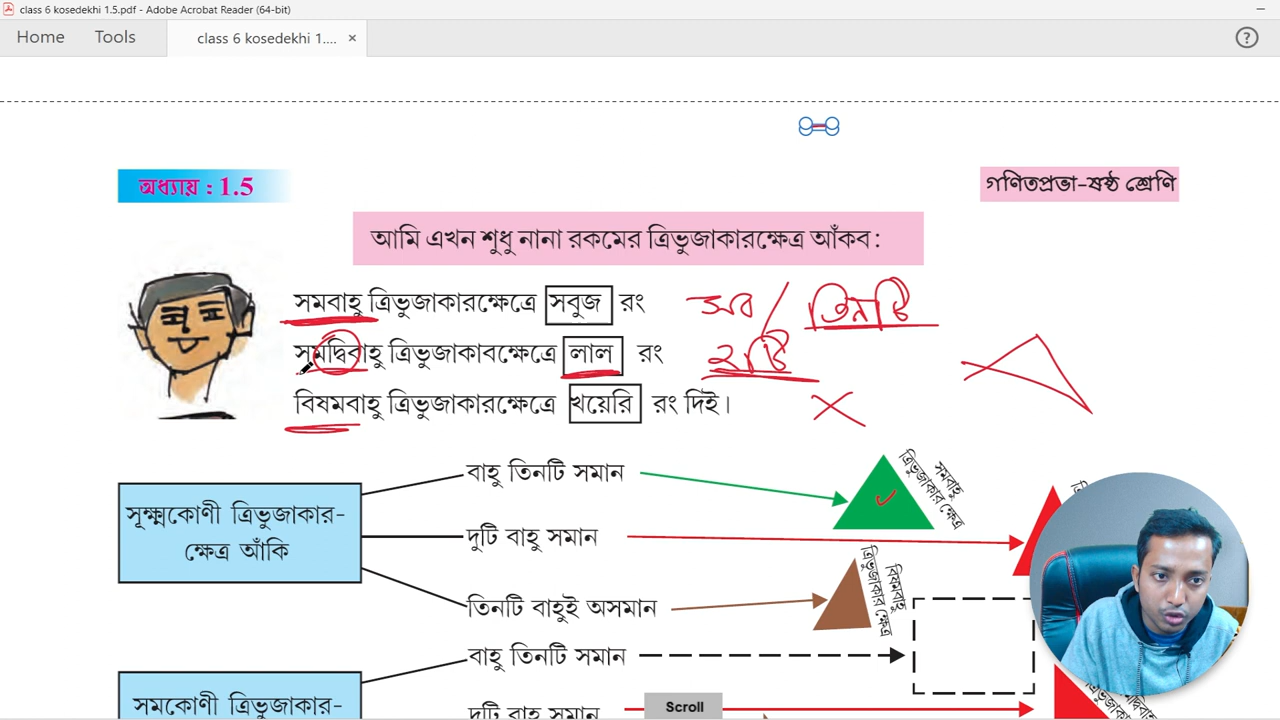 class 6 kosedekhi 1.5.pdf - Adobe Acrobat Reader (64-bit)
Home Tools class 6 kosedekhi 1.... × ?
অধ্যায় : 1.5
গণিতপ্রভা-ষষ্ঠ শ্রেণি
আমি এখন শুধু নানা রকমের ত্রিভুজাকারক্ষেত্র আঁকব :
সমবাহু ত্রিভুজাকারক্ষেত্রে সবুজ রং সব / তিনটি
সমদ্বিবাহু ত্রিভুজাকাবক্ষেত্রে লাল রং ২টি
বিষমবাহু ত্রিভুজাকারক্ষেত্রে খয়েরি রং দিই।
সূক্ষ্মকোণী ত্রিভুজাকার-
ক্ষেত্র আঁকি
বাহু তিনটি সমান
সমবাহু
ত্রিভুজাকার ক্ষেত্র
দুটি বাহু সমান
তিনটি বাহুই অসমান
বিষমবাহু
ত্রিভুজাকার ক্ষেত্র
সমকোণী ত্রিভুজাকার-
বাহু তিনটি সমান
দুটি বাহু সমান
Scroll